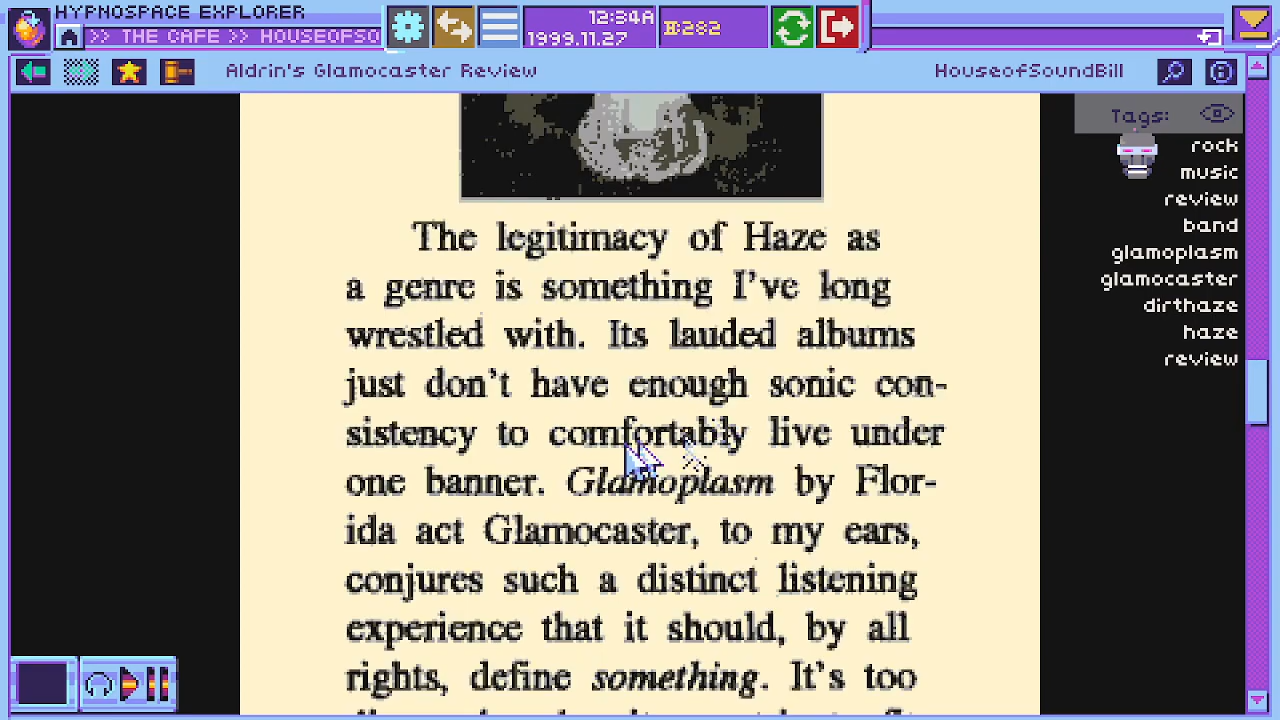 HYPNOSPACE EXPLORER
>> THE CAFE >> HOUSEOFSO
12:34A
1999.11.27
282
Aldrin's Glamocaster Review
HouseofSoundBill
Tags:
rock
music
review
band
glamoplasm
glamocaster
dirthaze
haze
review
The legitimacy of Haze as
a genre is something I've long
wrestled with. Its lauded albums
just don't have enough sonic con-
sistency to comfortably live under
one banner. Glamoplasm by Flor-
ida act Glamocaster, to my ears,
conjures such a distinct listening
experience that it should, by all
rights, define something. It's too